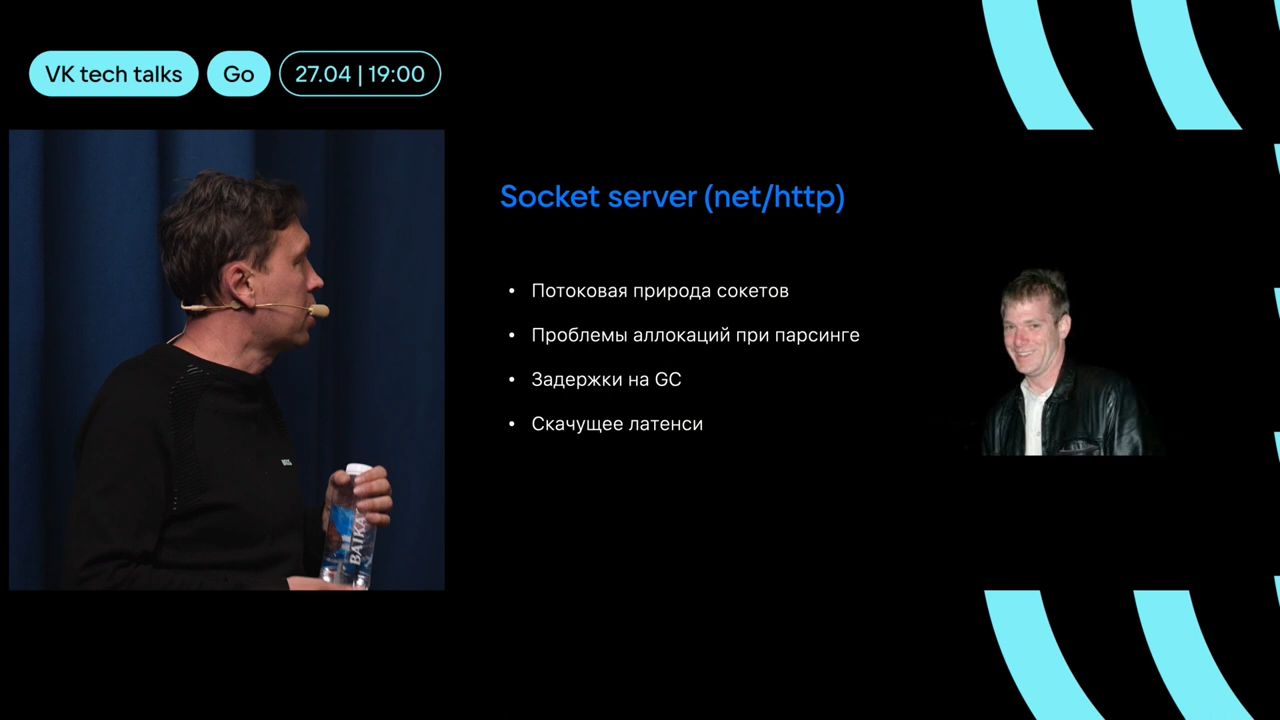 VK tech talks
Go
27.04 | 19:00
Socket server (net/http)
• Потоковая природа сокетов
• Проблемы аллокаций при парсинге
• Задержки на GC
• Скачущее латенси